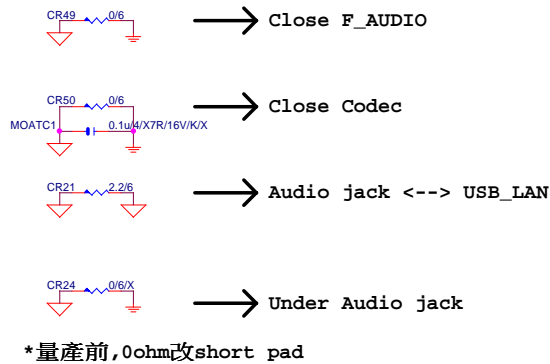 CR49 0/6 Close F_AUDIO
CR50 0/6 Close Codec
MOATC1 0.1u/4/X7R/16V/K/X
CR21 2.2/6 Audio jack <--> USB_LAN
CR24 0/6/X Under Audio jack
*量產前,0ohm改short pad